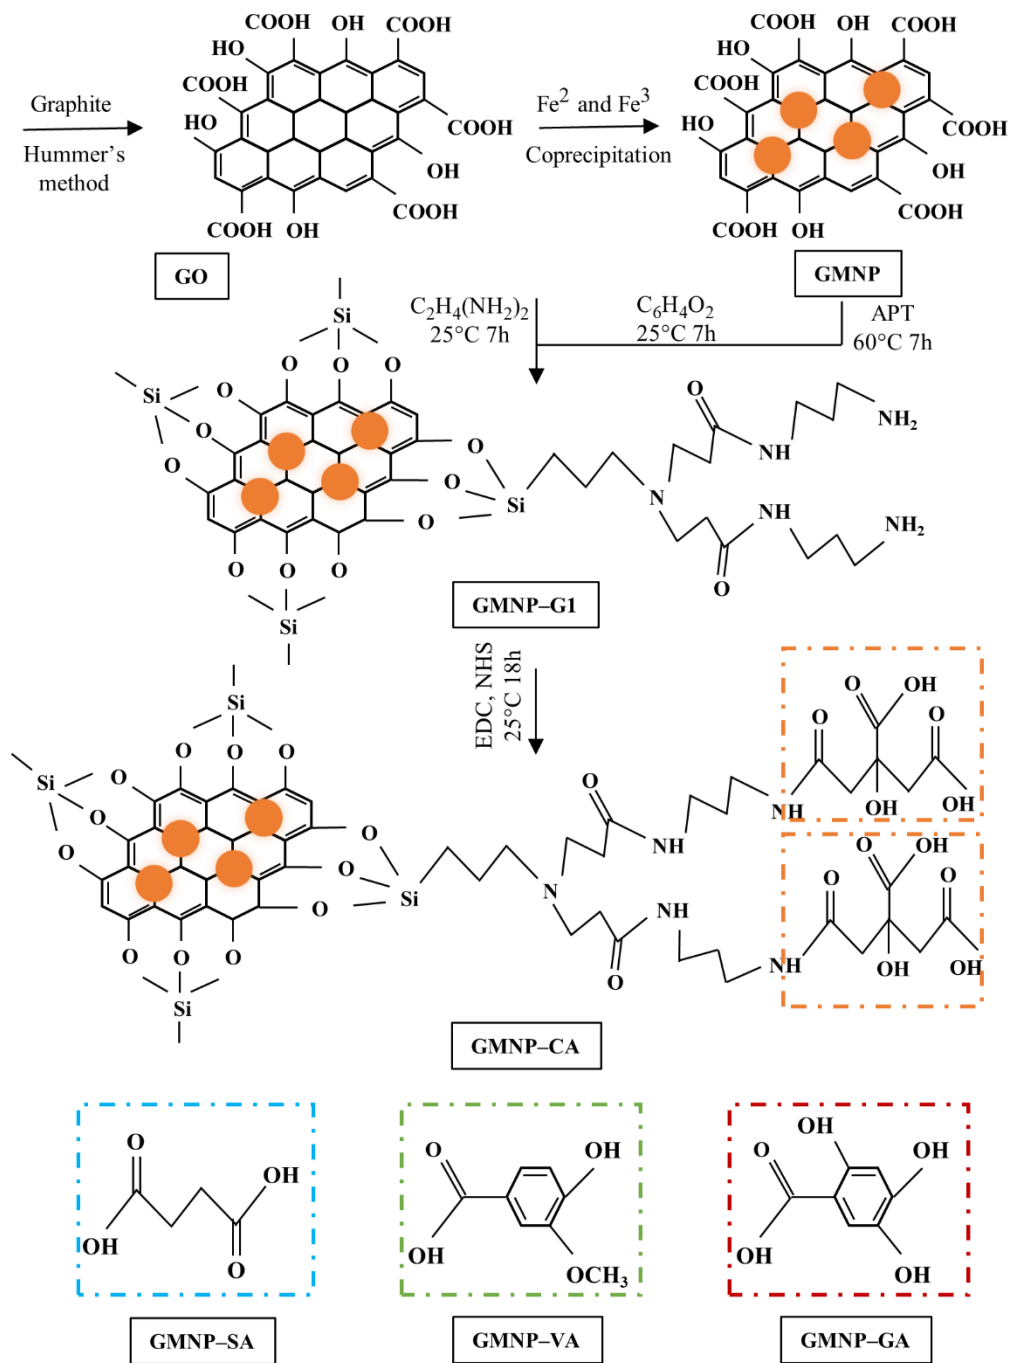 COOH OH COOH
HO
COOH
HO
COOH
OH
COOH OH COOH
Graphite
Hummer's
method
GO
Fe² and Fe³
Coprecipitation
COOH OH COOH
HO
COOH
HO
COOH
OH
COOH OH COOH
GMNP
C₂H₄(NH₂)₂
25°C 7h
C₆H₄O₂
25°C 7h
APT
60°C 7h
Si
O O O
Si O
O
O
O
O
O
Si
O O O
Si
N
O
NH
NH₂
NH
O
NH₂
GMNP–G1
EDC, NHS
25°C 18h
Si
O O O
Si O
O
O
O
O
O
Si
O O O
Si
N
O
NH
NH
O
NH
O
O
OH
O
OH
OH
NH
O
O
OH
O
OH
OH
GMNP–CA
O
OH
OH
O
GMNP–SA
O
OH
OH
OCH₃
GMNP–VA
OH
O
OH
OH
OH
GMNP–GA